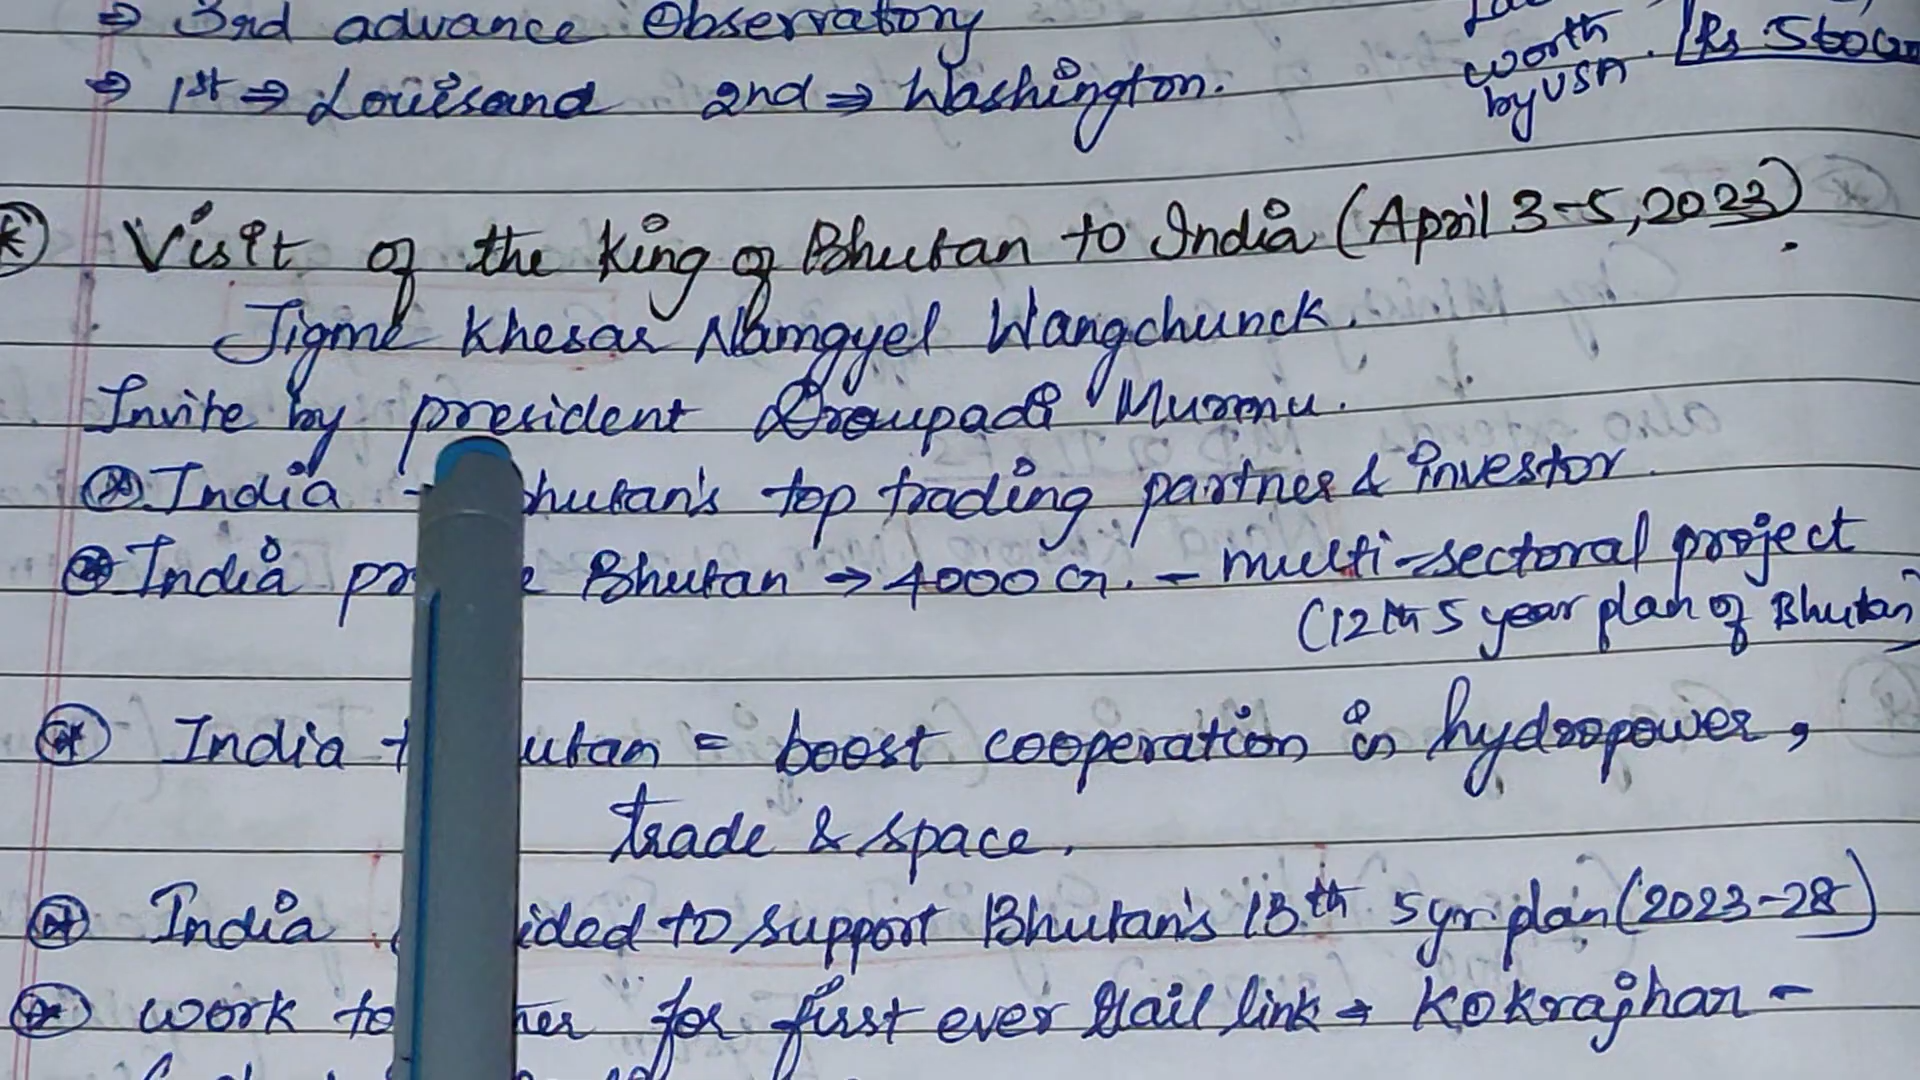 ⇒ 3rd advance Observatory
⇒ 1st ⇒ Louisand 2nd ⇒ Washington.
worth
by USA
Rs
Visit of the King of Bhutan to India (April 3-5, 2023).
Jigme Khesar Namgyel Wangchunck.
Invite by president Droupadi Murmu.
India hutan's top trading partner & investor.
India pr e Bhutan → 4000 cr. - multi-sectoral project
(12th 5 year plan of Bhutan)
India + utan = boost cooperation in hydropower,
trade & space.
India ided to support Bhutan's 13th 5 yr plan (2023-28)
work to her for first ever rail link → Kokrajhar -